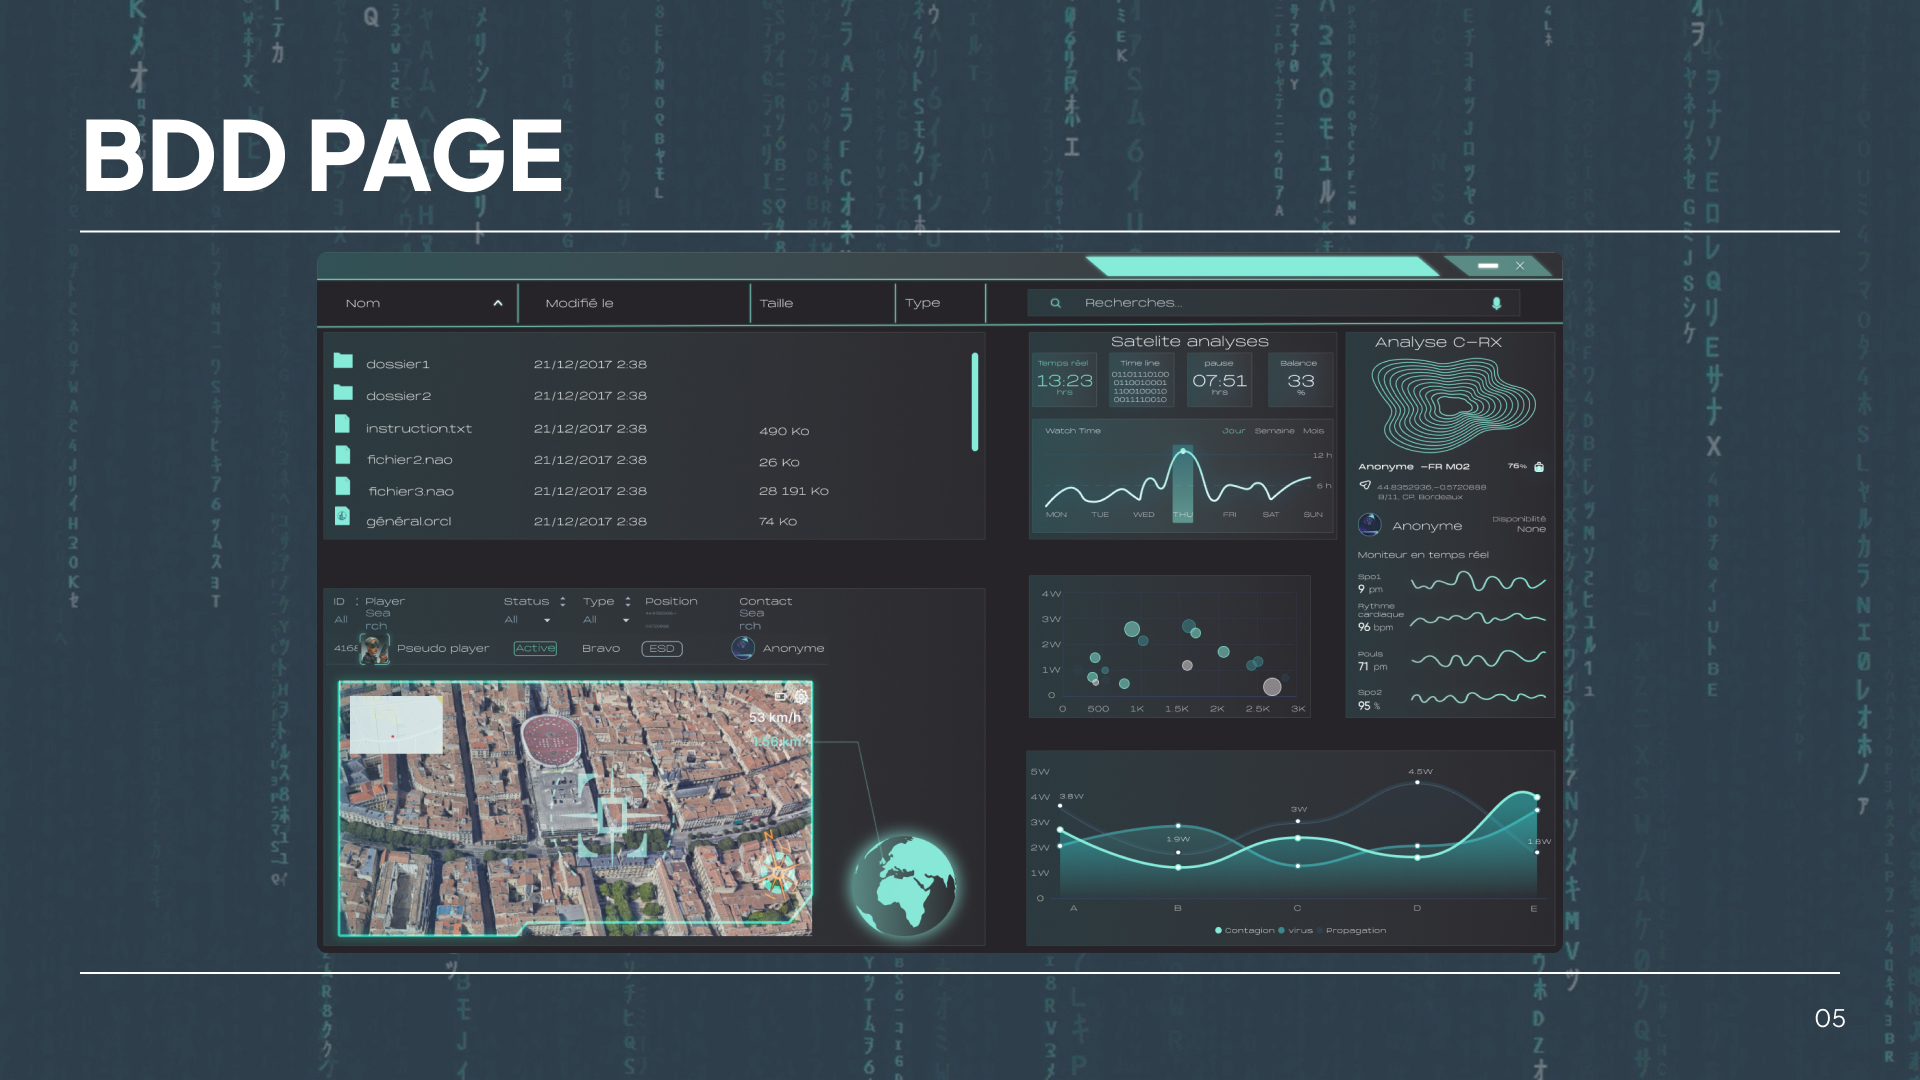 BDD PAGE
Nom
Modifié le
Taille
Type
Recherches...
dossier1 21/12/2017 2:38
dossier2 21/12/2017 2:38
instruction.txt 21/12/2017 2:38 490 Ko
fichier2.nao 21/12/2017 2:38 26 Ko
fichier3.nao 21/12/2017 2:38 28 191 Ko
général.orcl 21/12/2017 2:38 74 Ko
Satelite analyses
Temps réel
13:23
hrs
Time line
01101110100
0110010001
1100100010
0011110010
pause
07:51
hrs
Balance
33
%
Watch Time
Jour Semaine Mois
12 h
6 h
MON TUE WED THU FRI SAT SUN
Analyse C-RX
Anonyme -FR M02
76%
44.8352936,-0.5720888
B/11, CP, Bordeaux
Anonyme
Disponibilité
None
Moniteur en temps réel
Spo1
9 pm
Rythme
cardiaque
96 bpm
Pouls
71 pm
Spo2
95 %
ID : Player Status Type Position Contact
Sea
rch
Sea
rch
All All All
4168 Pseudo player Active Bravo ESD Anonyme
53 km/h
1.56 km
N
4W
3W
2W
1W
0
0 500 1K 1.5K 2K 2.5K 3K
5W
4W
3W
2W
1W
0
3.8W
1.9W
3W
4.5W
1.8W
A B C D E
Contagion virus Propagation
05